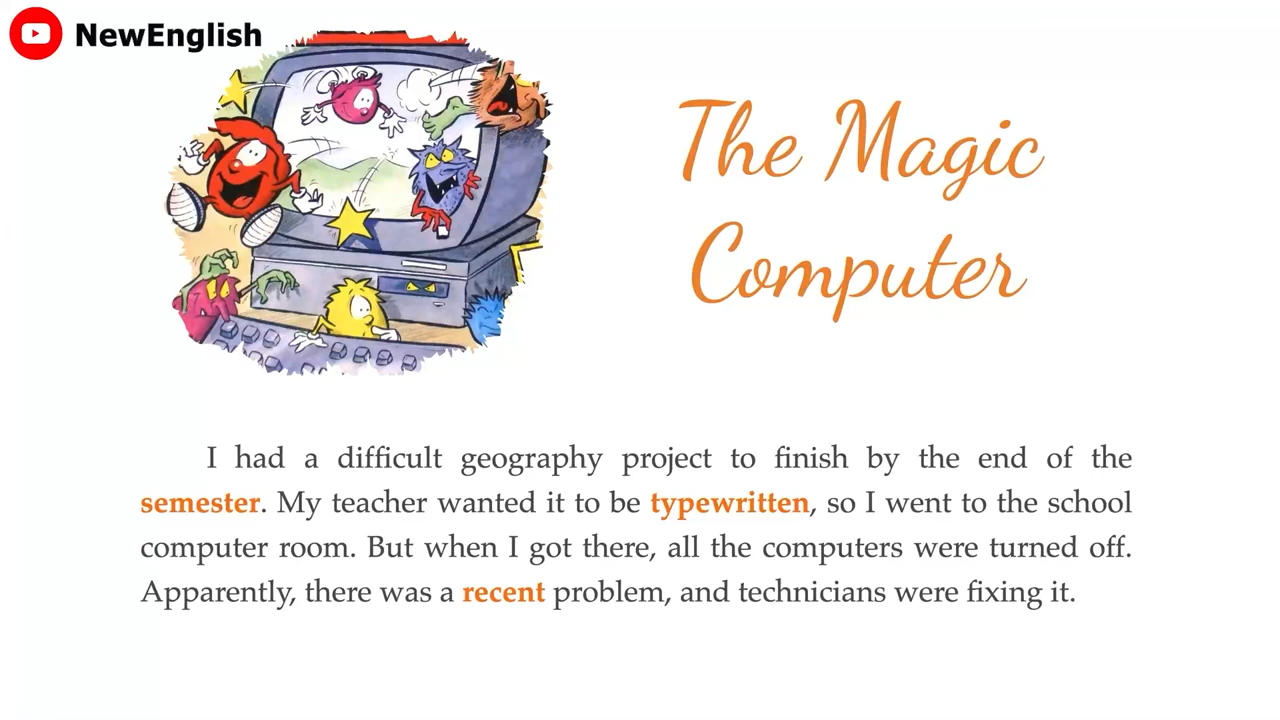 NewEnglish
The Magic
Computer
I had a difficult geography project to finish by the end of the
semester. My teacher wanted it to be typewritten, so I went to the school
computer room. But when I got there, all the computers were turned off.
Apparently, there was a recent problem, and technicians were fixing it.